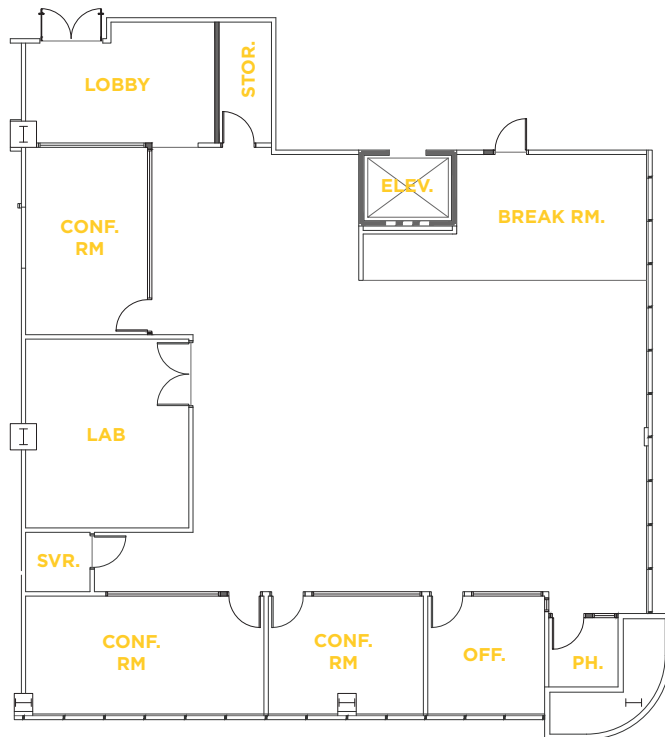 LOBBY
STOR.
ELEV.
BREAK RM.
CONF.
RM
LAB
SVR.
CONF.
RM
CONF.
RM
OFF.
PH.